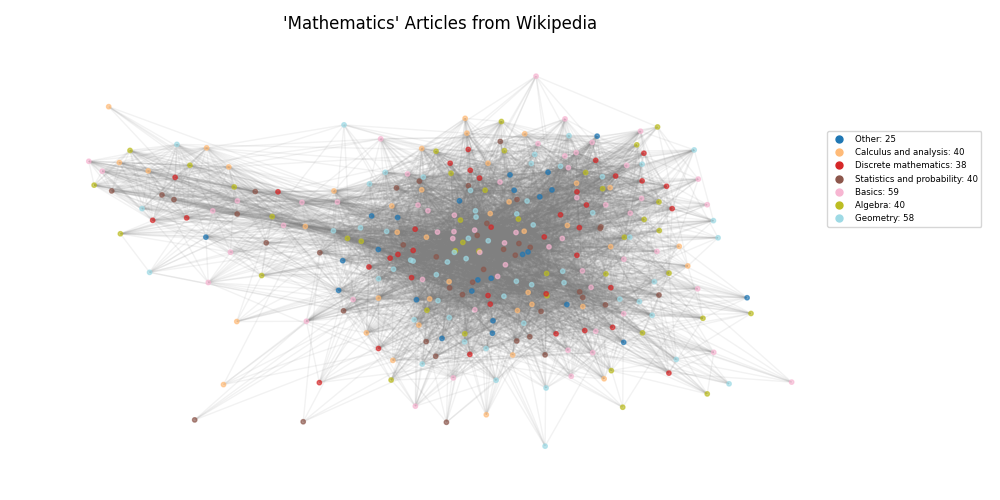 'Mathematics' Articles from Wikipedia
Other: 25
Calculus and analysis: 40
Discrete mathematics: 38
Statistics and probability: 40
Basics: 59
Algebra: 40
Geometry: 58